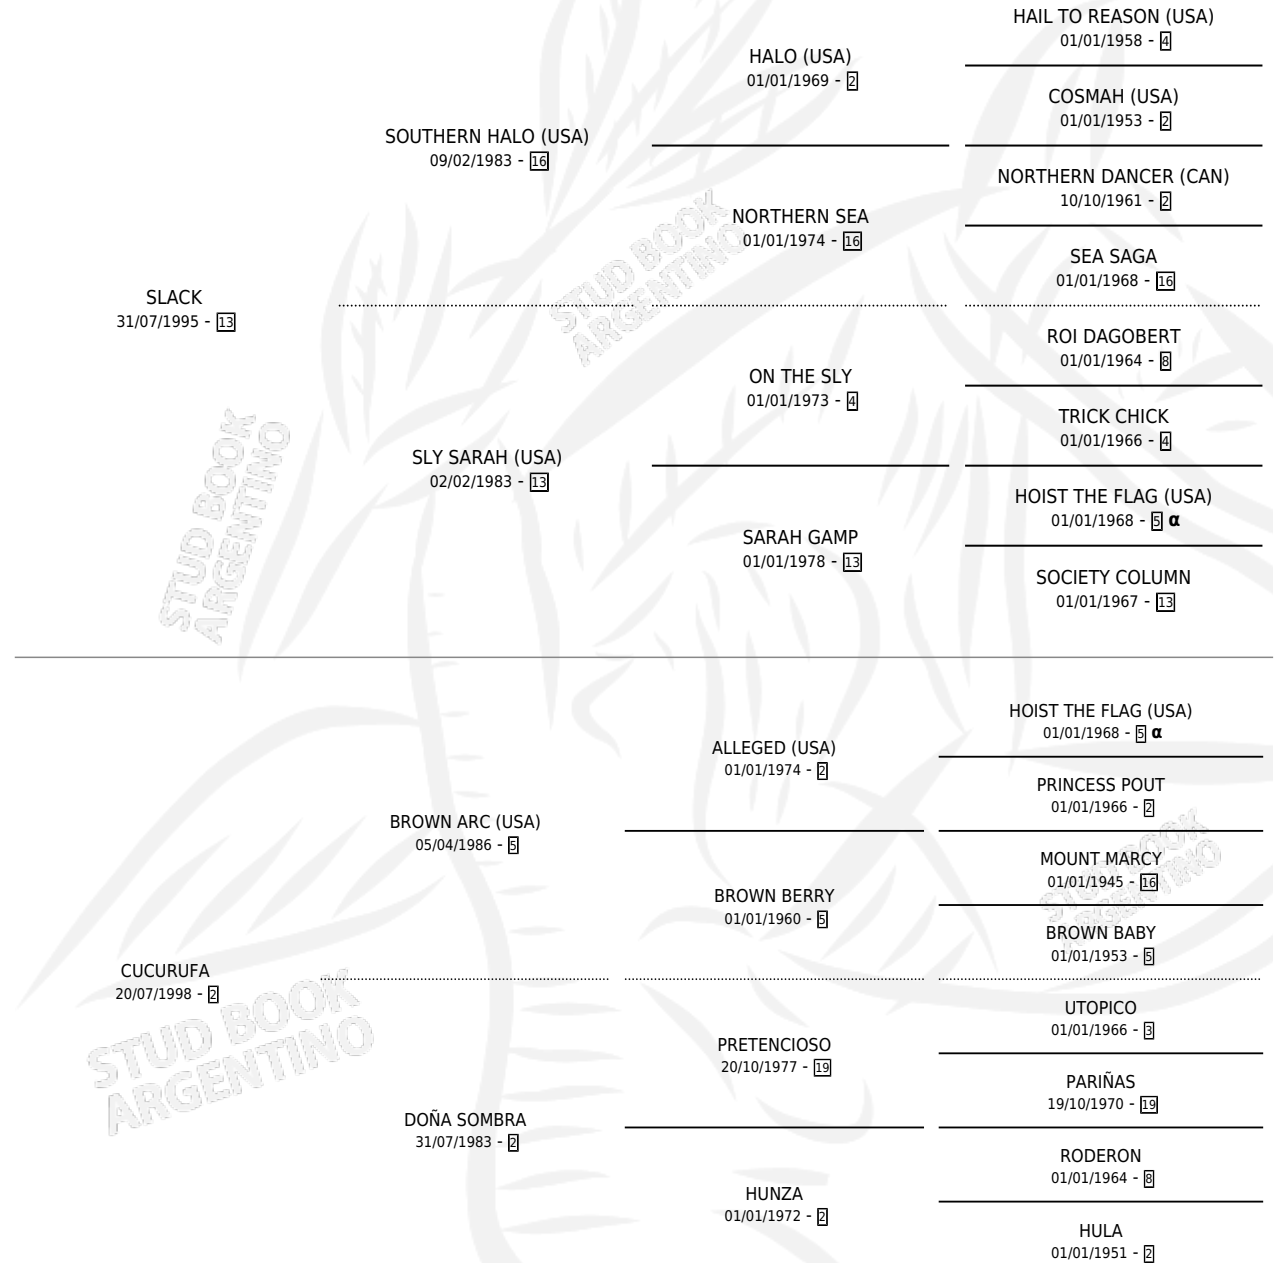 HAIL TO REASON (USA)
01/01/1958 - 4
HALO (USA)
01/01/1969 - 2
COSMAH (USA)
01/01/1953 - 2
SOUTHERN HALO (USA)
09/02/1983 - 16
NORTHERN DANCER (CAN)
10/10/1961 - 2
NORTHERN SEA
01/01/1974 - 16
SEA SAGA
01/01/1968 - 16
SLACK
31/07/1995 - 13
ROI DAGOBERT
01/01/1964 - 8
ON THE SLY
01/01/1973 - 4
TRICK CHICK
01/01/1966 - 4
SLY SARAH (USA)
02/02/1983 - 13
HOIST THE FLAG (USA)
01/01/1968 - 5 α
SARAH GAMP
01/01/1978 - 13
SOCIETY COLUMN
01/01/1967 - 13
HOIST THE FLAG (USA)
01/01/1968 - 5 α
ALLEGED (USA)
01/01/1974 - 2
PRINCESS POUT
01/01/1966 - 2
BROWN ARC (USA)
05/04/1986 - 5
MOUNT MARCY
01/01/1945 - 16
BROWN BERRY
01/01/1960 - 5
BROWN BABY
01/01/1953 - 5
CUCURUFA
20/07/1998 - 2
UTOPICO
01/01/1966 - 3
PRETENCIOSO
20/10/1977 - 19
PARIÑAS
19/10/1970 - 19
DOÑA SOMBRA
31/07/1983 - 2
RODERON
01/01/1964 - 8
HUNZA
01/01/1972 - 2
HULA
01/01/1951 - 2
STUD BOOK
ARGENTINO
STUD BOOK
ARGENTINO
STUD BOOK
ARGENTINO
STUD BOOK
ARGENTINO